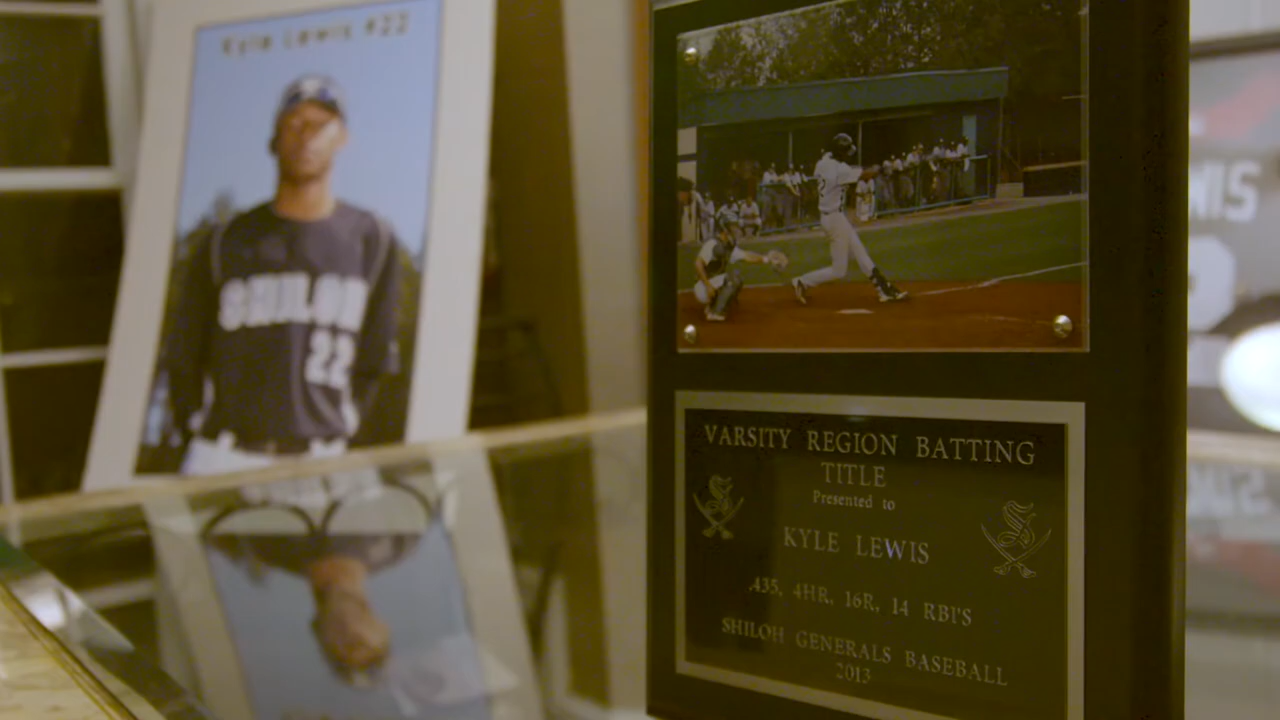 Kyle Lewis #22
SHILOH
22
VARSITY REGION BATTING
TITLE
Presented to
KYLE LEWIS
.435, 4HR, 16R, 14 RBI'S
SHILOH GENERALS BASEBALL
2013